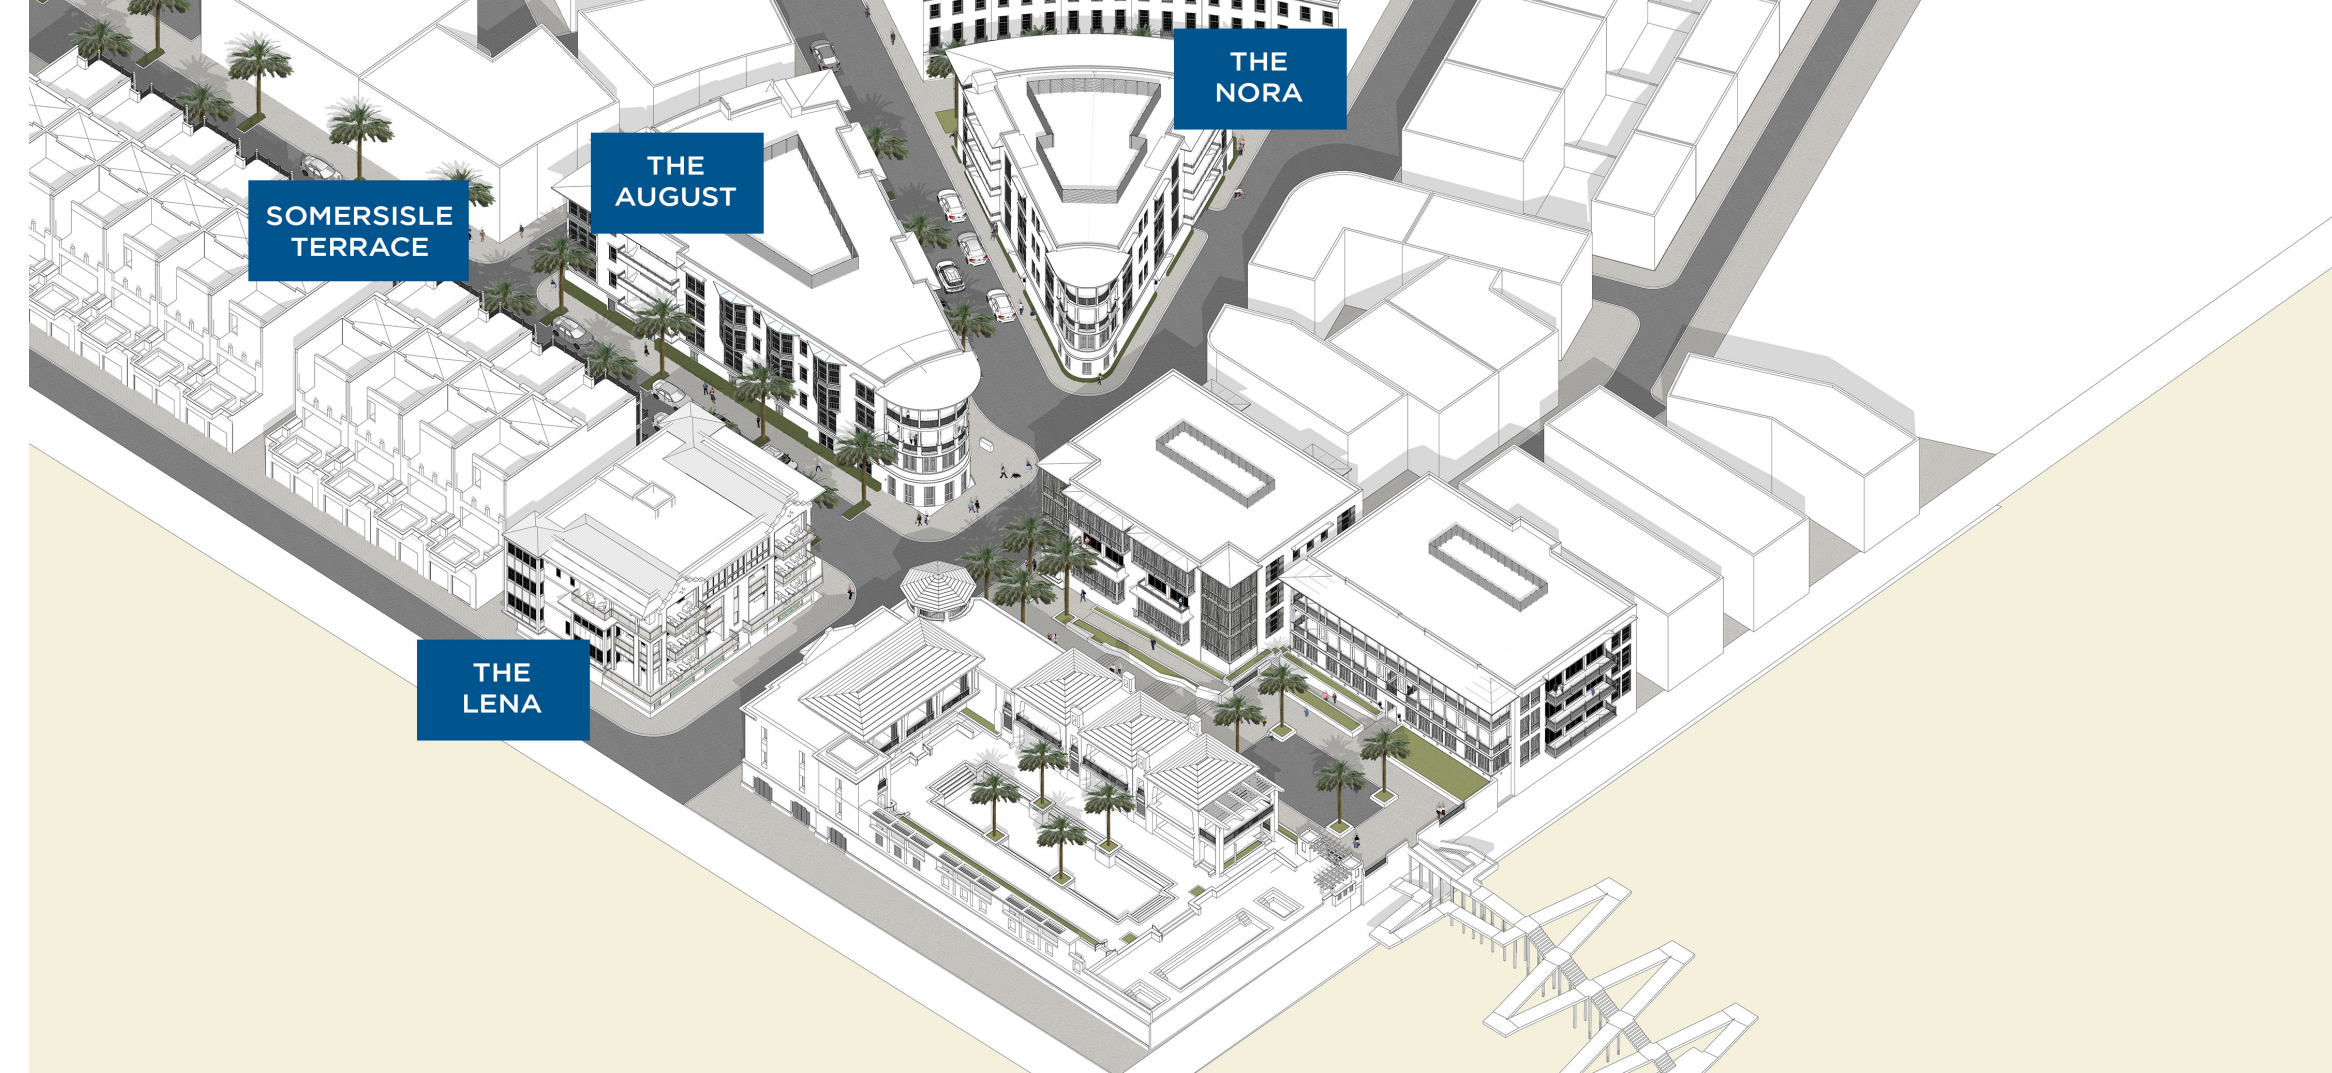 THE
NORA
THE
AUGUST
SOMERSISLE
TERRACE
THE
LENA